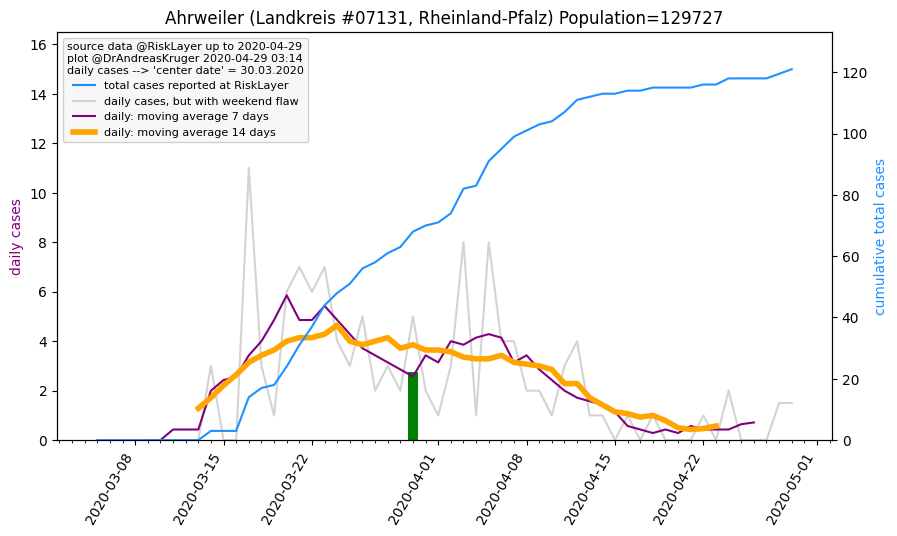 Ahrweiler (Landkreis #07131, Rheinland-Pfalz) Population=129727
source data @RiskLayer up to 2020-04-29
plot @DrAndreasKruger 2020-04-29 03:14
daily cases --> 'center date' = 30.03.2020
total cases reported at RiskLayer
daily cases, but with weekend flaw
daily: moving average 7 days
daily: moving average 14 days
daily cases
16
14
12
10
8
6
4
2
0
cumulative total cases
120
100
80
60
40
20
0
2020-03-08
2020-03-15
2020-03-22
2020-04-01
2020-04-08
2020-04-15
2020-04-22
2020-05-01